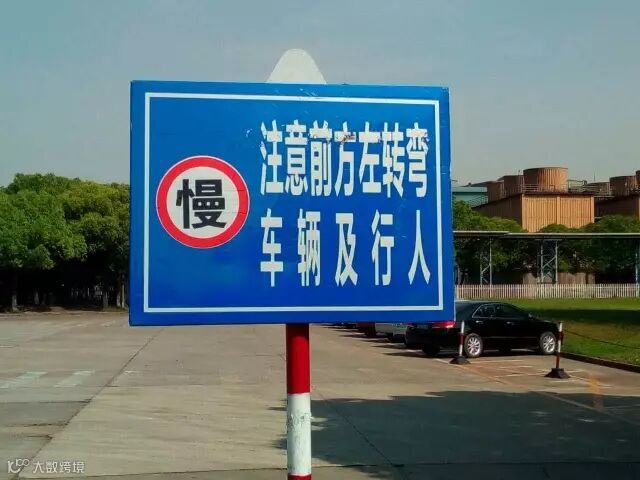 慢
注意前方左转弯
车辆及行人
大数跨境